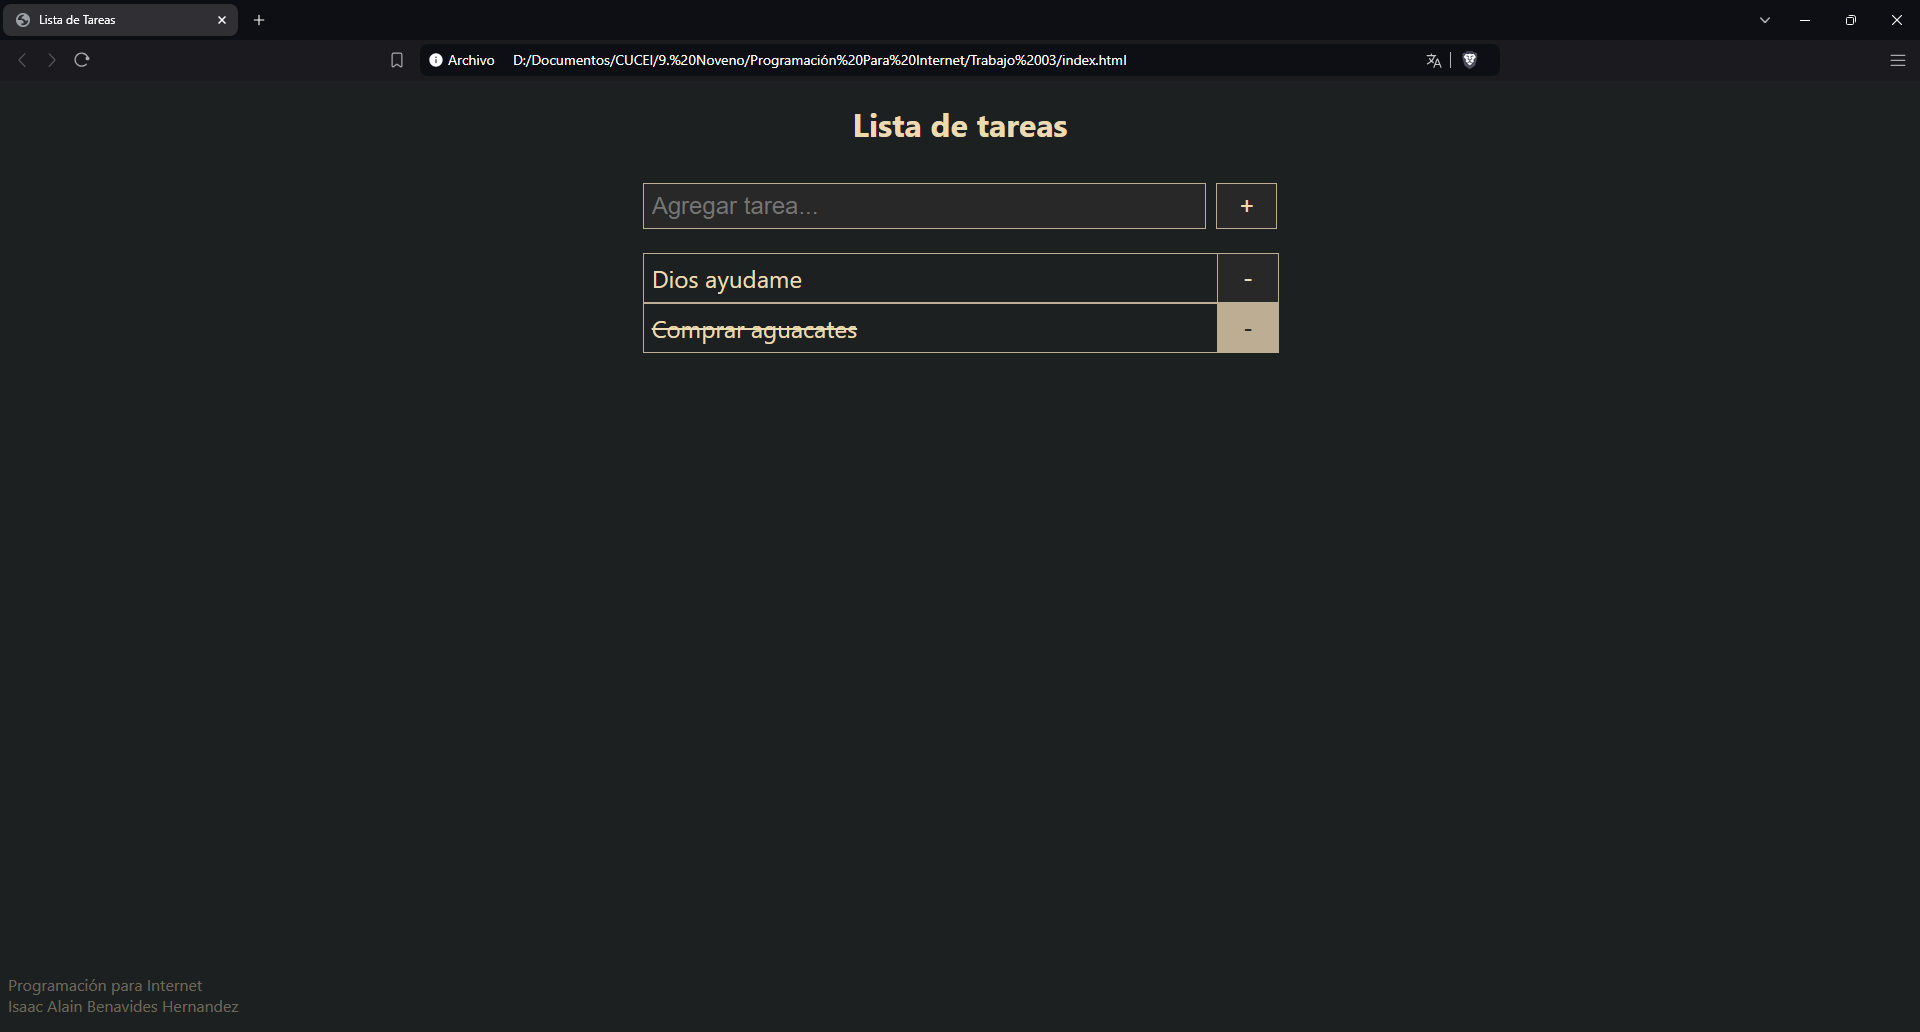 Lista de Tareas
Archivo D:/Documentos/CUCEI/9.%20Noveno/Programación%20Para%20Internet/Trabajo%2003/index.html
Lista de tareas
Agregar tarea... +
Dios ayudame -
Comprar aguacates -
Programación para Internet
Isaac Alain Benavides Hernandez